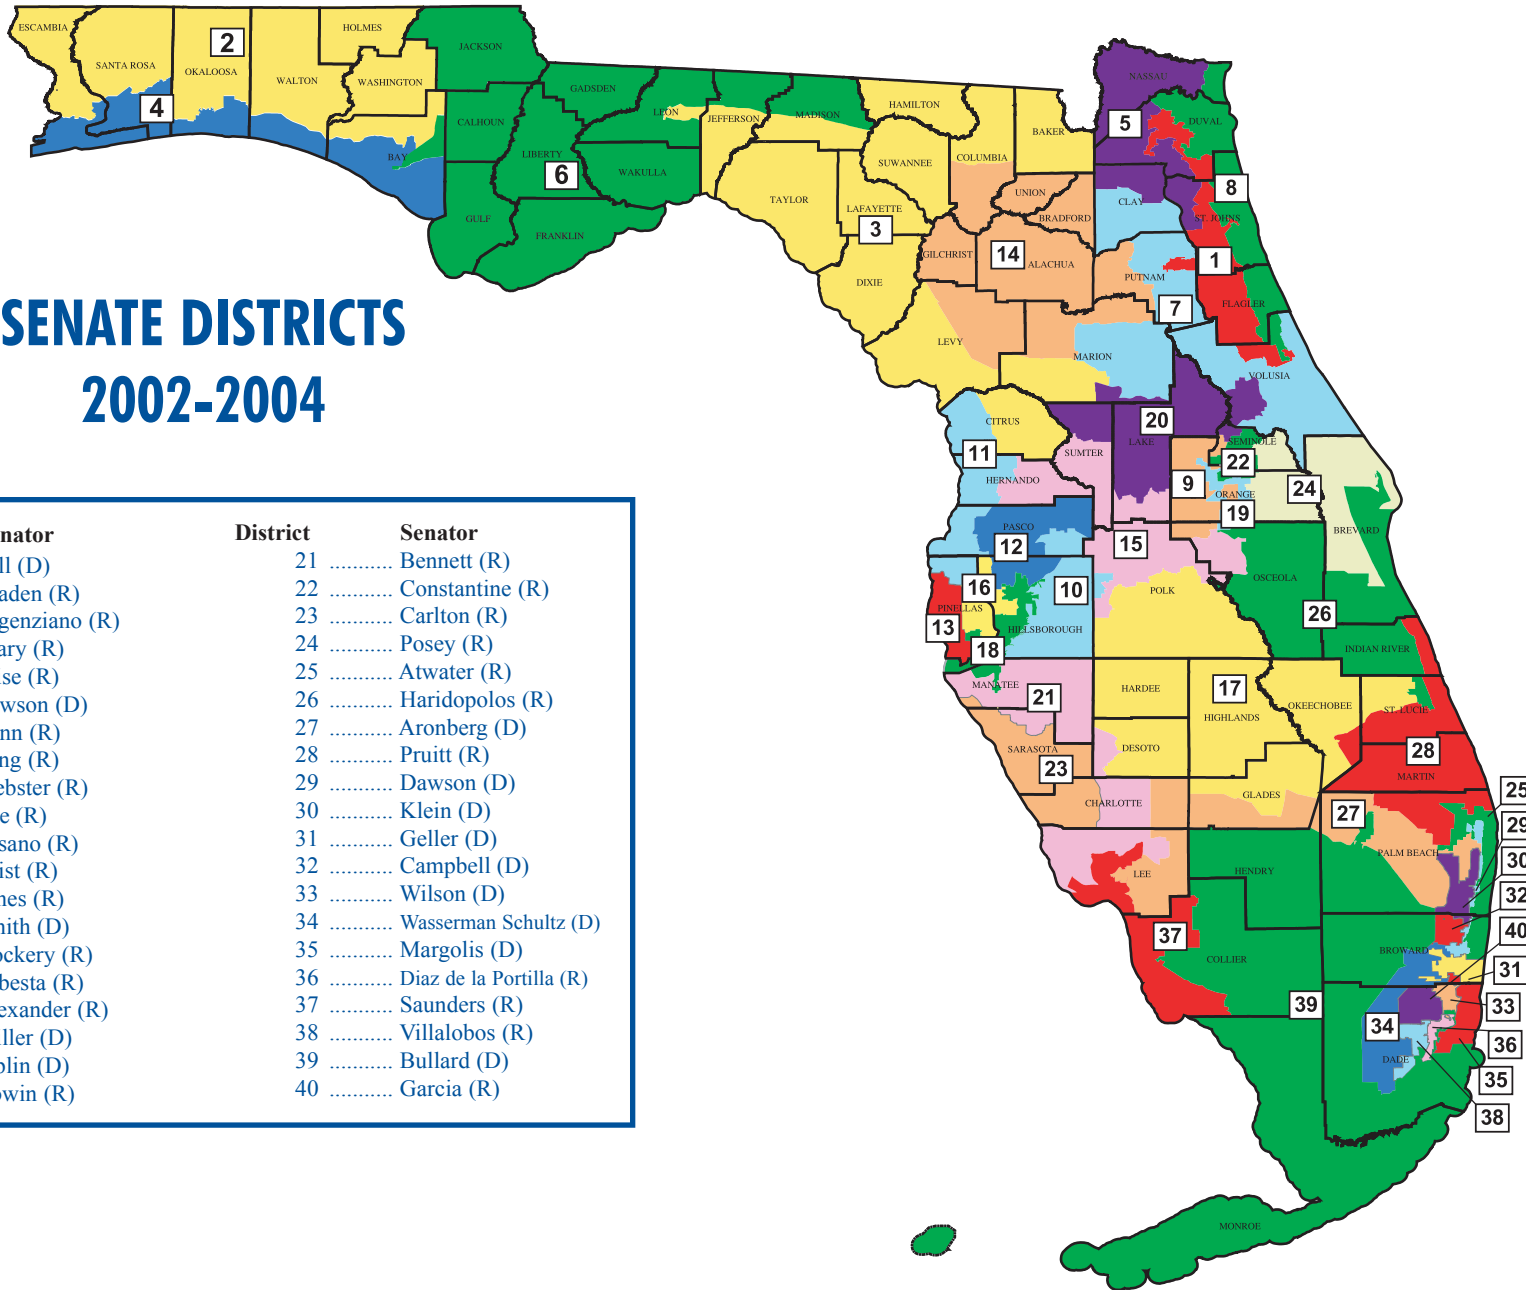 SENATE DISTRICTS
2002-2004
District Senator
21 ........... Bennett (R)
22 ........... Constantine (R)
23 ........... Carlton (R)
24 ........... Posey (R)
25 ........... Atwater (R)
26 ........... Haridopolos (R)
27 ........... Aronberg (D)
28 ........... Pruitt (R)
29 ........... Dawson (D)
30 ........... Klein (D)
31 ........... Geller (D)
32 ........... Campbell (D)
33 ........... Wilson (D)
34 ........... Wasserman Schultz (D)
35 ........... Margolis (D)
36 ........... Diaz de la Portilla (R)
37 ........... Saunders (R)
38 ........... Villalobos (R)
39 ........... Bullard (D)
40 ........... Garcia (R)
(D)
(R)
(R)
(R)
(R)
(D)
(R)
(R)
(R)
(R)
(R)
(R)
(R)
(D)
(R)
(R)
(R)
(D)
(D)
(R)
ESCAMBIA
SANTA ROSA
OKALOOSA
2
4
WALTON
HOLMES
WASHINGTON
JACKSON
BAY
CALHOUN
GULF
LIBERTY
6
GADSDEN
LEON
WAKULLA
FRANKLIN
JEFFERSON
MADISON
TAYLOR
HAMILTON
SUWANNEE
LAFAYETTE
3
DIXIE
COLUMBIA
BAKER
UNION
BRADFORD
GILCHRIST
14
ALACHUA
LEVY
NASSAU
5
DUVAL
8
CLAY
ST. JOHNS
1
PUTNAM
7
FLAGLER
MARION
VOLUSIA
CITRUS
11
HERNANDO
SUMTER
20
LAKE
SEMINOLE
22
9
ORANGE
24
19
BREVARD
PASCO
12
15
OSCEOLA
16
10
PINELLAS
13
HILLSBOROUGH
18
POLK
26
INDIAN RIVER
MANATEE
21
HARDEE
17
HIGHLANDS
OKEECHOBEE
ST. LUCIE
28
MARTIN
SARASOTA
23
DESOTO
CHARLOTTE
GLADES
LEE
HENDRY
27
PALM BEACH
37
COLLIER
39
BROWARD
34
DADE
MONROE
25
29
30
32
40
31
33
36
35
38